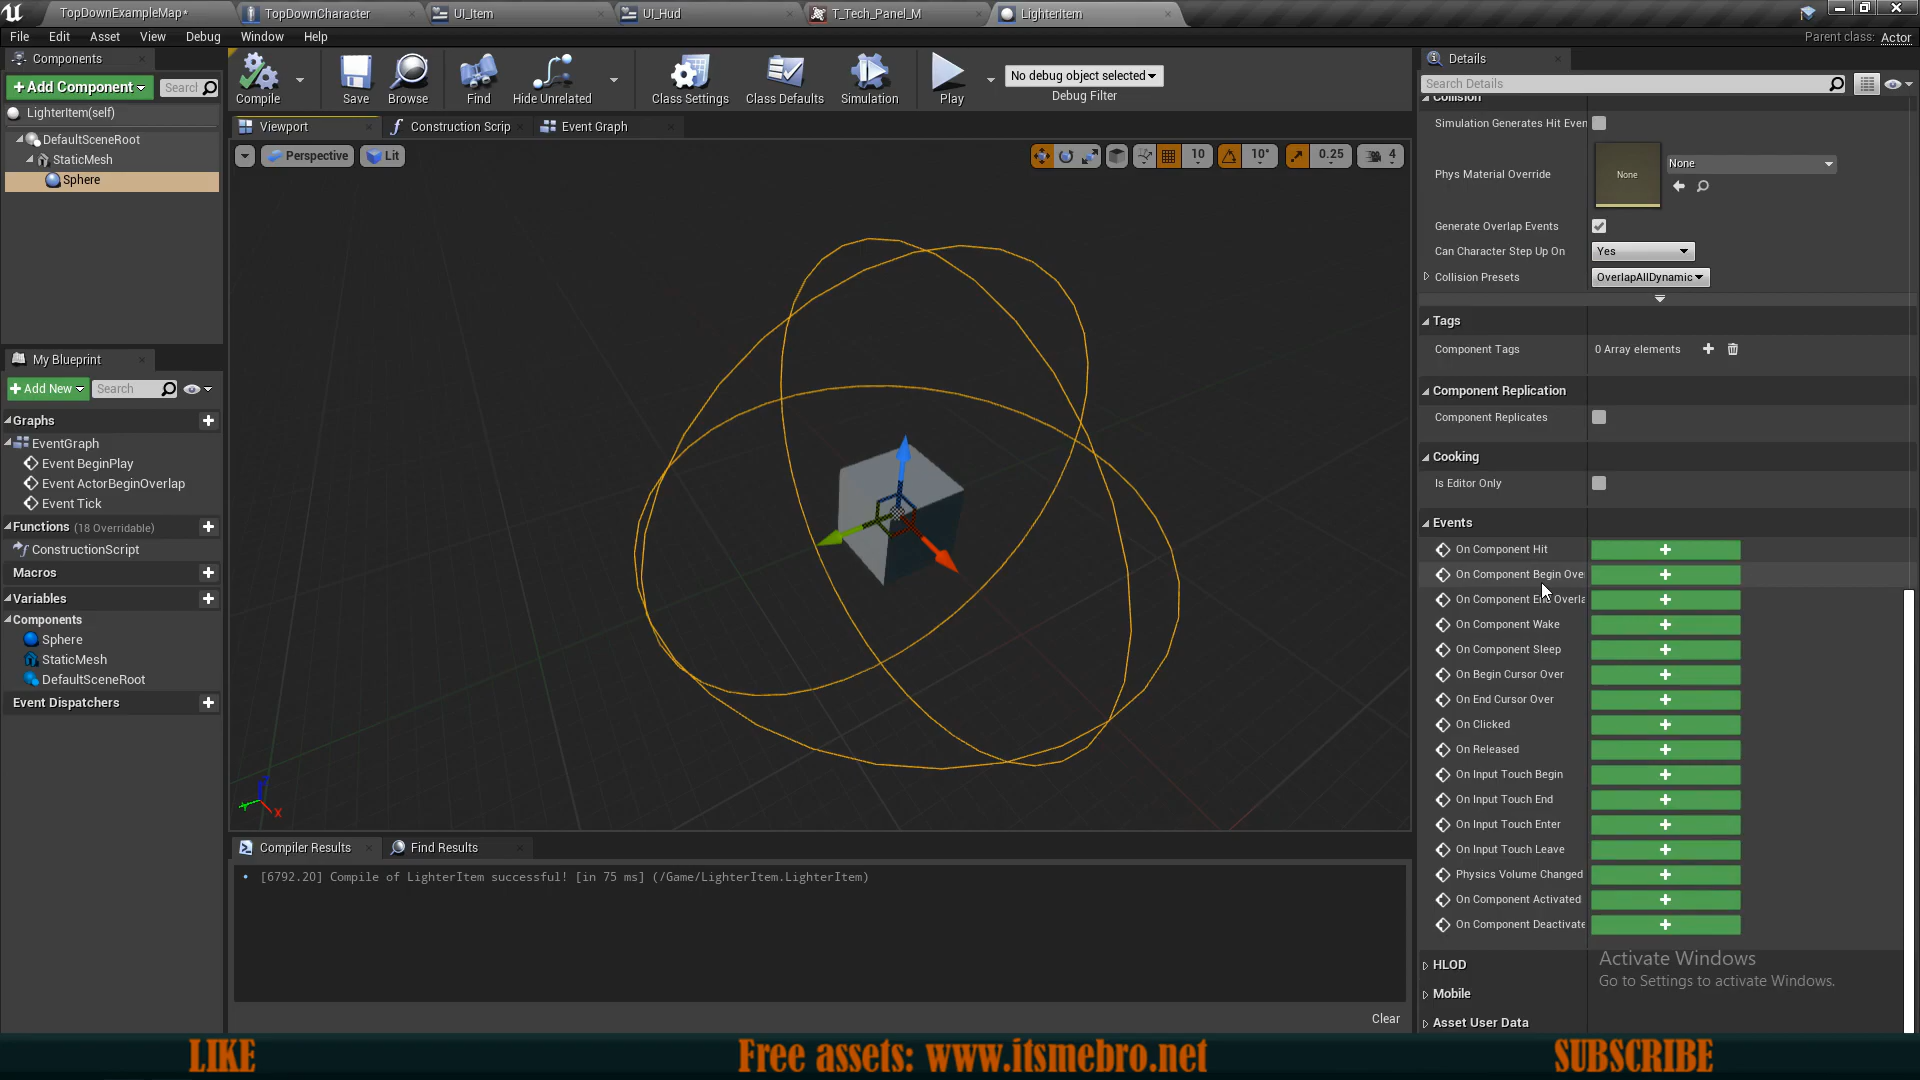 TopDownExampleMap*
TopDownCharacter
UI_Item
UI_Hud
T_Tech_Panel_M
LighterItem
File Edit Asset View Debug Window Help
Parent class: Actor
Components
+ Add Component
Search
LighterItem(self)
DefaultSceneRoot
StaticMesh
Sphere
Compile
Save
Browse
Find
Hide Unrelated
Class Settings
Class Defaults
Simulation
Play
No debug object selected
Debug Filter
Viewport
Construction Scrip
Event Graph
Perspective
Lit
10
10°
0.25
4
My Blueprint
+ Add New
Search
Graphs
EventGraph
Event BeginPlay
Event ActorBeginOverlap
Event Tick
Functions (18 Overridable)
ConstructionScript
Macros
Variables
Components
Sphere
StaticMesh
DefaultSceneRoot
Event Dispatchers
X
Compiler Results
Find Results
• [6792.20] Compile of LighterItem successful! [in 75 ms] (/Game/LighterItem.LighterItem)
Clear
Details
Search Details
Collision
Simulation Generates Hit Even
Phys Material Override
None
None
Generate Overlap Events
Can Character Step Up On
Yes
Collision Presets
OverlapAllDynamic
Tags
Component Tags
0 Array elements
Component Replication
Component Replicates
Cooking
Is Editor Only
Events
On Component Hit
On Component Begin Ove
On Component End Overla
On Component Wake
On Component Sleep
On Begin Cursor Over
On End Cursor Over
On Clicked
On Released
On Input Touch Begin
On Input Touch End
On Input Touch Enter
On Input Touch Leave
Physics Volume Changed
On Component Activated
On Component Deactivate
HLOD
Mobile
Asset User Data
Activate Windows
Go to Settings to activate Windows.
LIKE
Free assets: www.itsmebro.net
SUBSCRIBE